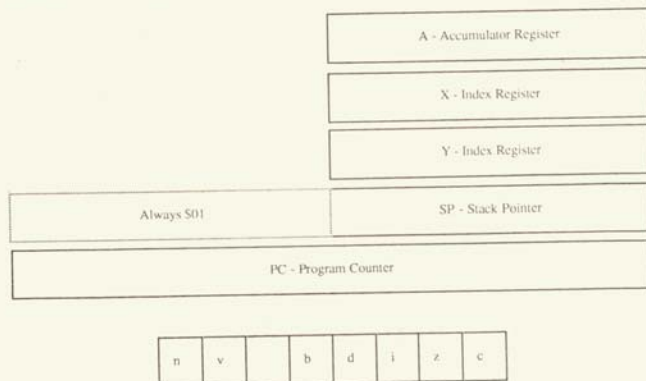 A - Accumulator Register
X - Index Register
Y - Index Register
Always $01
SP - Stack Pointer
PC - Program Counter
n v b d i z c